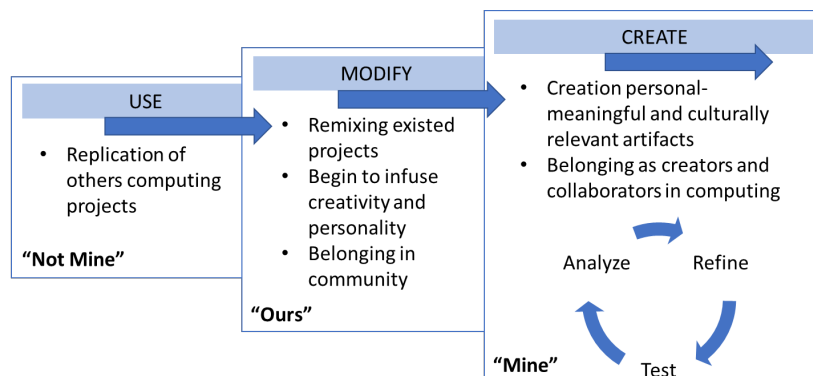 USE
• Replication of
others computing
projects
“Not Mine”
MODIFY
• Remixing existed
projects
• Begin to infuse
creativity and
personality
• Belonging in
community
“Ours”
CREATE
• Creation personal-
meaningful and culturally
relevant artifacts
• Belonging as creators and
collaborators in computing
Analyze
Refine
Test
“Mine”